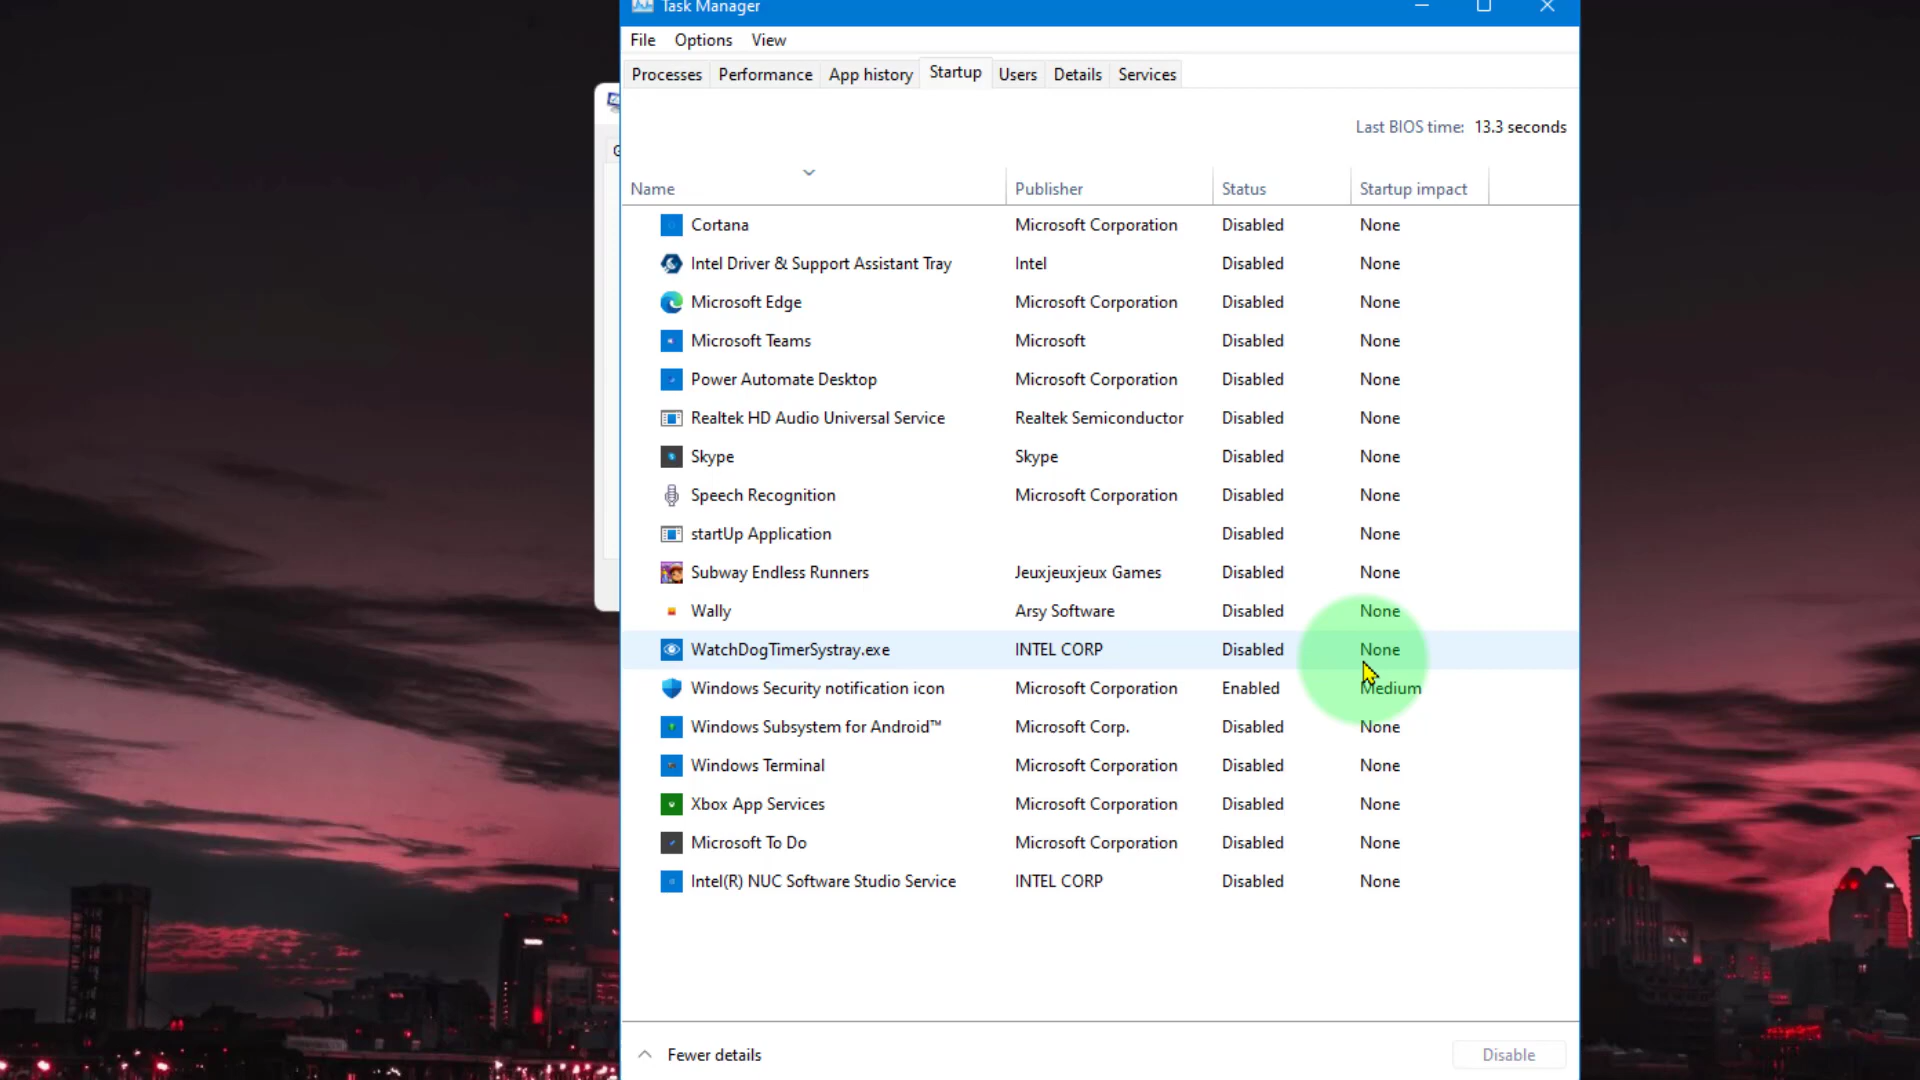 Task Manager
File Options View
Processes Performance App history Startup Users Details Services
Last BIOS time: 13.3 seconds
Name Publisher Status Startup impact
Cortana Microsoft Corporation Disabled None
Intel Driver & Support Assistant Tray Intel Disabled None
Microsoft Edge Microsoft Corporation Disabled None
Microsoft Teams Microsoft Disabled None
Power Automate Desktop Microsoft Corporation Disabled None
Realtek HD Audio Universal Service Realtek Semiconductor Disabled None
Skype Skype Disabled None
Speech Recognition Microsoft Corporation Disabled None
startUp Application Disabled None
Subway Endless Runners Jeuxjeuxjeux Games Disabled None
Wally Arsy Software Disabled None
WatchDogTimerSystray.exe INTEL CORP Disabled None
Windows Security notification icon Microsoft Corporation Enabled Medium
Windows Subsystem for Android™ Microsoft Corp. Disabled None
Windows Terminal Microsoft Corporation Disabled None
Xbox App Services Microsoft Corporation Disabled None
Microsoft To Do Microsoft Corporation Disabled None
Intel(R) NUC Software Studio Service INTEL CORP Disabled None
Fewer details Disable